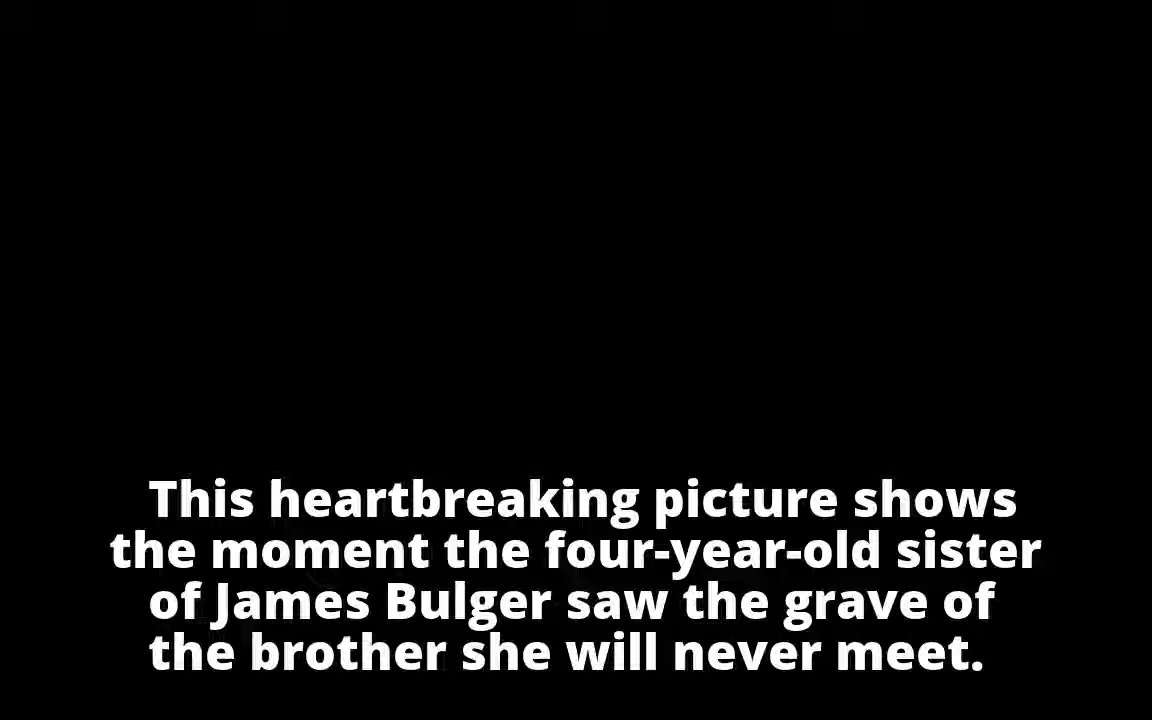 This heartbreaking picture shows
the moment the four-year-old sister
of James Bulger saw the grave of
the brother she will never meet.